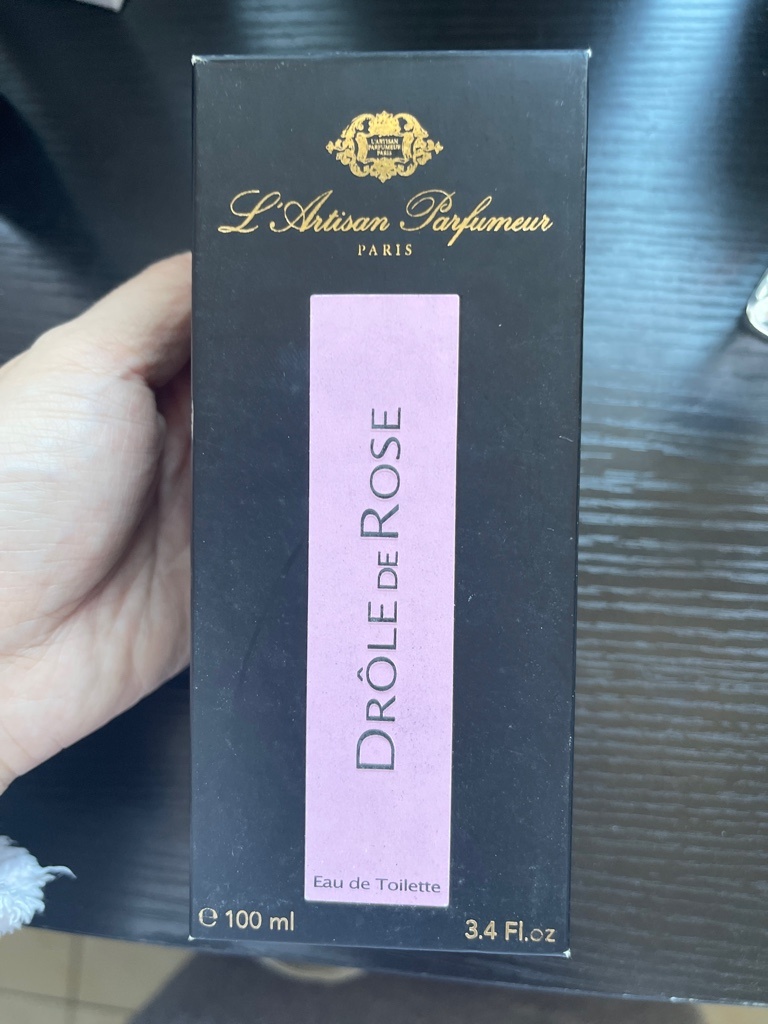 L'ARTISAN
PARFUMEUR
PARIS
L'Artisan Parfumeur
PARIS
DRÔLE DE ROSE
Eau de Toilette
℮ 100 ml
3.4 Fl.oz